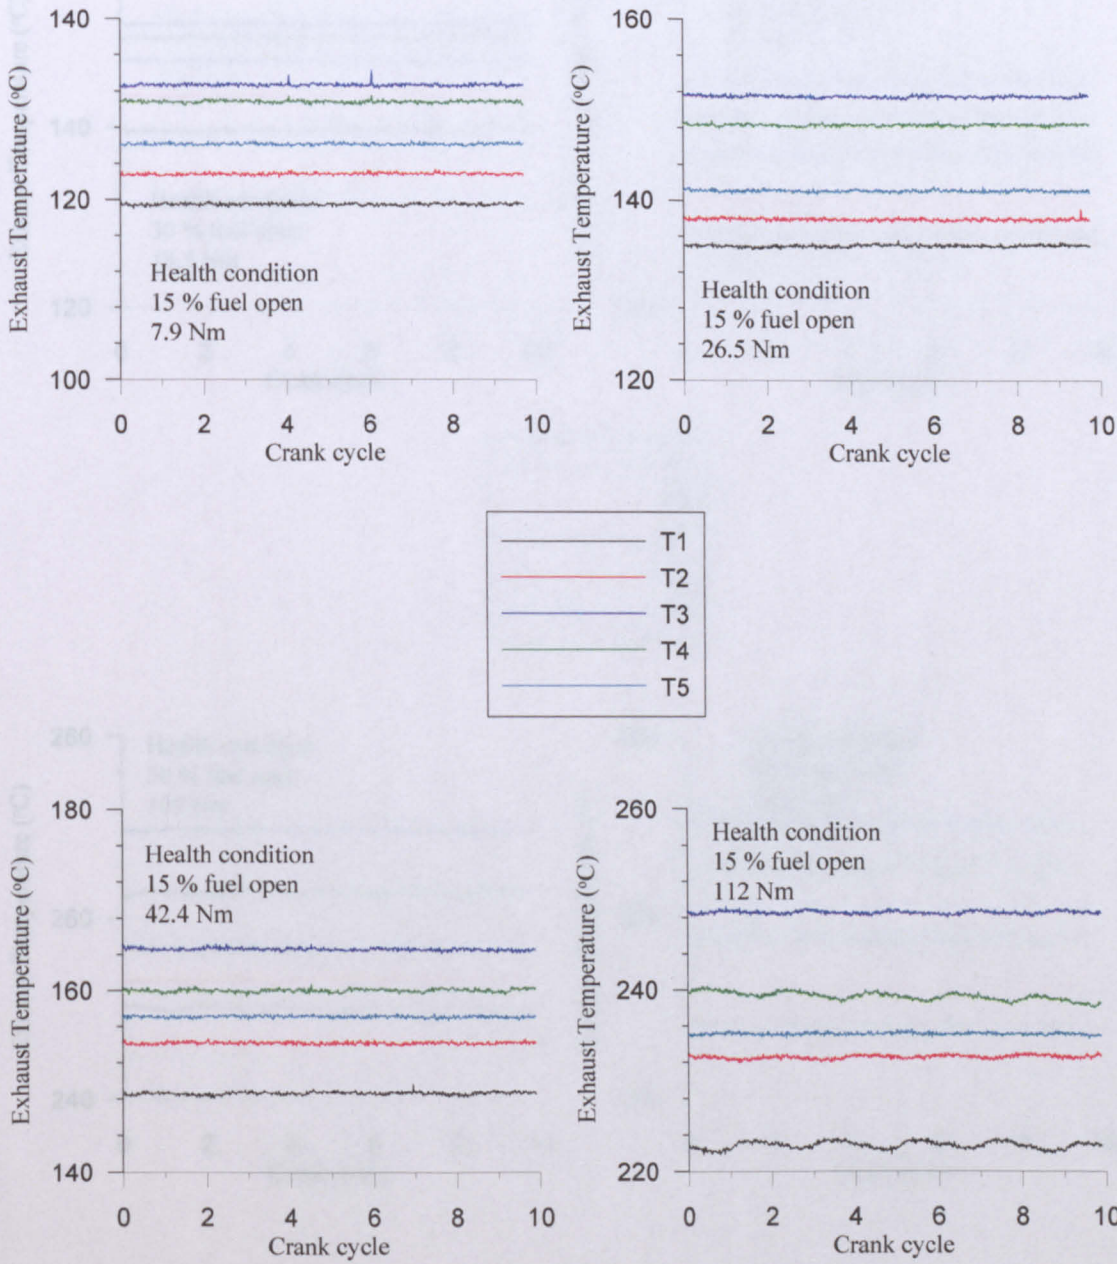 140
120
100
Exhaust Temperature (°C)
Health condition
15 % fuel open
7.9 Nm
0 2 4 6 8 10
Crank cycle
160
140
120
Exhaust Temperature (°C)
Health condition
15 % fuel open
26.5 Nm
0 2 4 6 8 10
Crank cycle
T1
T2
T3
T4
T5
180
160
140
Exhaust Temperature (°C)
Health condition
15 % fuel open
42.4 Nm
0 2 4 6 8 10
Crank cycle
260
240
220
Exhaust Temperature (°C)
Health condition
15 % fuel open
112 Nm
0 2 4 6 8 10
Crank cycle